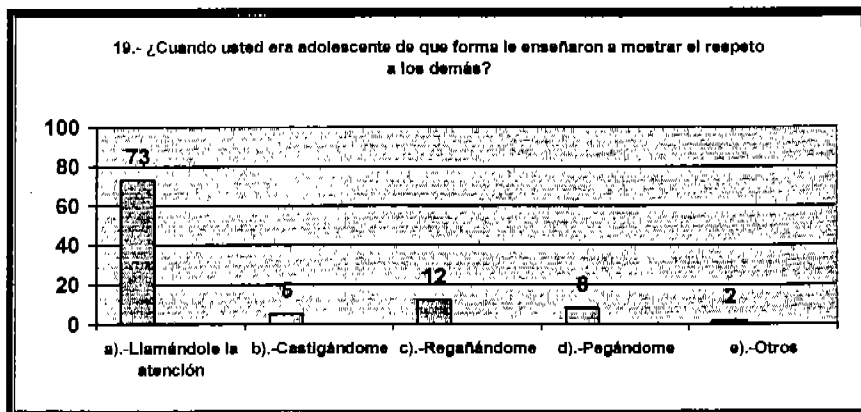 19.- ¿Cuando usted era adolescente de que forma le enseñaron a mostrar el respeto
a los demás?
100
80
60
40
20
0
73
5
12
8
2
a).-Llamándole la
atención
b).-Castigándome
c).-Regañándome
d).-Pegándome
e).-Otros